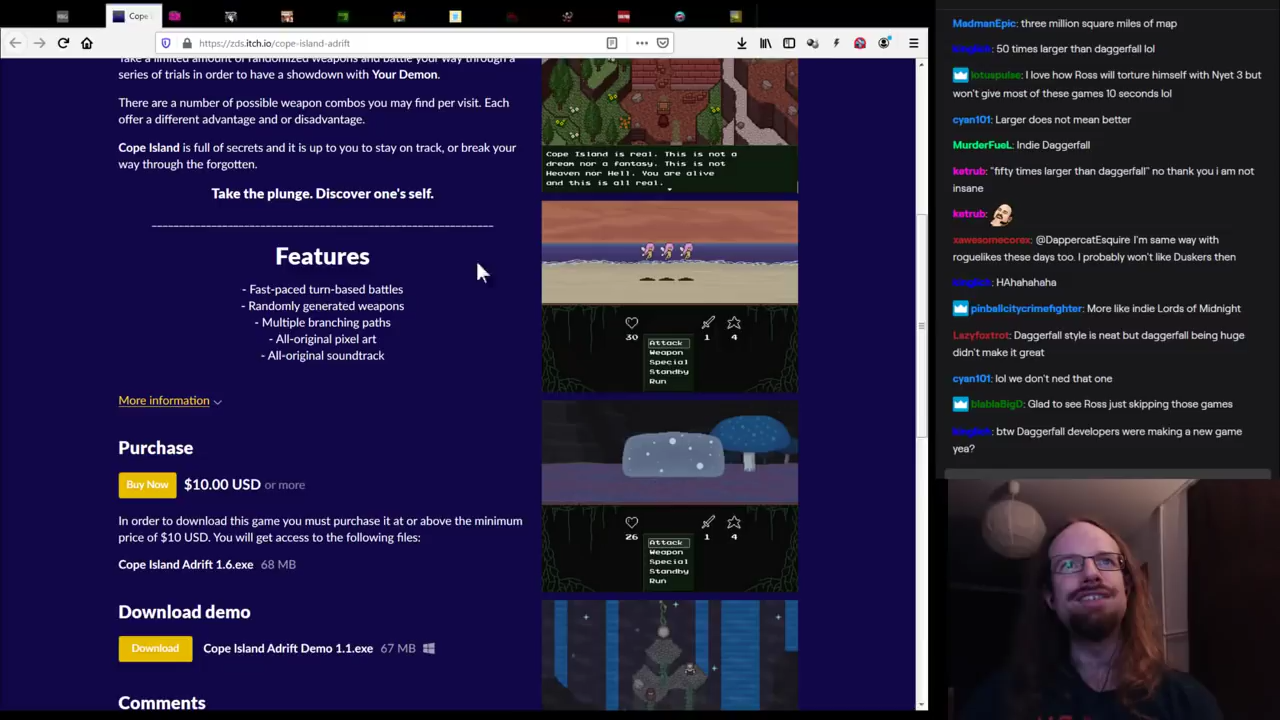 Cope I
https://zds.itch.io/cope-island-adrift
Take a limited amount of randomized weapons and battle your way through a
series of trials in order to have a showdown with Your Demon.
There are a number of possible weapon combos you may find per visit. Each
offer a different advantage and or disadvantage.
Cope Island is full of secrets and it is up to you to stay on track, or break your
way through the forgotten.
Take the plunge. Discover one's self.
Features
- Fast-paced turn-based battles
- Randomly generated weapons
- Multiple branching paths
- All-original pixel art
- All-original soundtrack
More information
Purchase
Buy Now $10.00 USD or more
In order to download this game you must purchase it at or above the minimum
price of $10 USD. You will get access to the following files:
Cope Island Adrift 1.6.exe 68 MB
Download demo
Download Cope Island Adrift Demo 1.1.exe 67 MB
Comments
Cope Island is real. This is not a
dream nor a fantasy. This is not
Heaven nor Hell. You are alive
and this is all real.
30 1 4
Attack
Weapon
Special
Standby
Run
26 1 4
Attack
Weapon
Special
Standby
Run
MadmanEpic: three million square miles of map
50 times larger than daggerfall lol
lotuspulse: I love how Ross will torture himself with Nyet 3 but
won't give most of these games 10 seconds lol
cyan101: Larger does not mean better
MurderFueL: Indie Daggerfall
ketrub: "fifty times larger than daggerfall" no thank you i am not
insane
ketrub:
xawesomecorex: @DappercatEsquire I'm same way with
roguelikes these days too. I probably won't like Duskers then
HAhahahaha
pinballcitycrimefighter: More like indie Lords of Midnight
Lazyfoxtrot: Daggerfall style is neat but daggerfall being huge
didn't make it great
cyan101: lol we don't ned that one
blablaBigD: Glad to see Ross just skipping those games
btw Daggerfall developers were making a new game
yea?